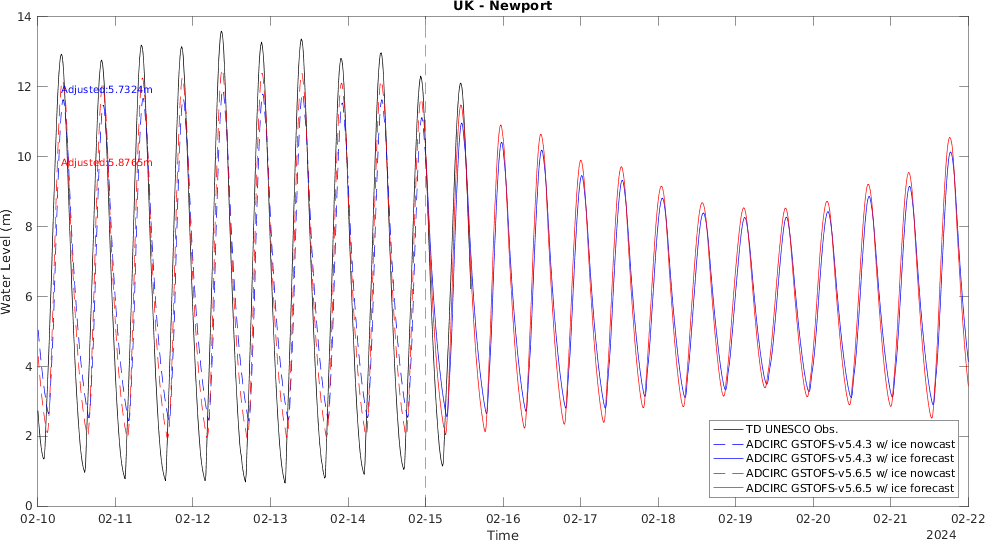 UK - Newport
14
12
10
8
6
4
2
0
Water Level (m)
Adjusted:5.7324m
Adjusted:5.8765m
TD UNESCO Obs.
ADCIRC GSTOFS-v5.4.3 w/ ice nowcast
ADCIRC GSTOFS-v5.4.3 w/ ice forecast
ADCIRC GSTOFS-v5.6.5 w/ ice nowcast
ADCIRC GSTOFS-v5.6.5 w/ ice forecast
02-10 02-11 02-12 02-13 02-14 02-15 02-16 02-17 02-18 02-19 02-20 02-21 02-22
Time
2024